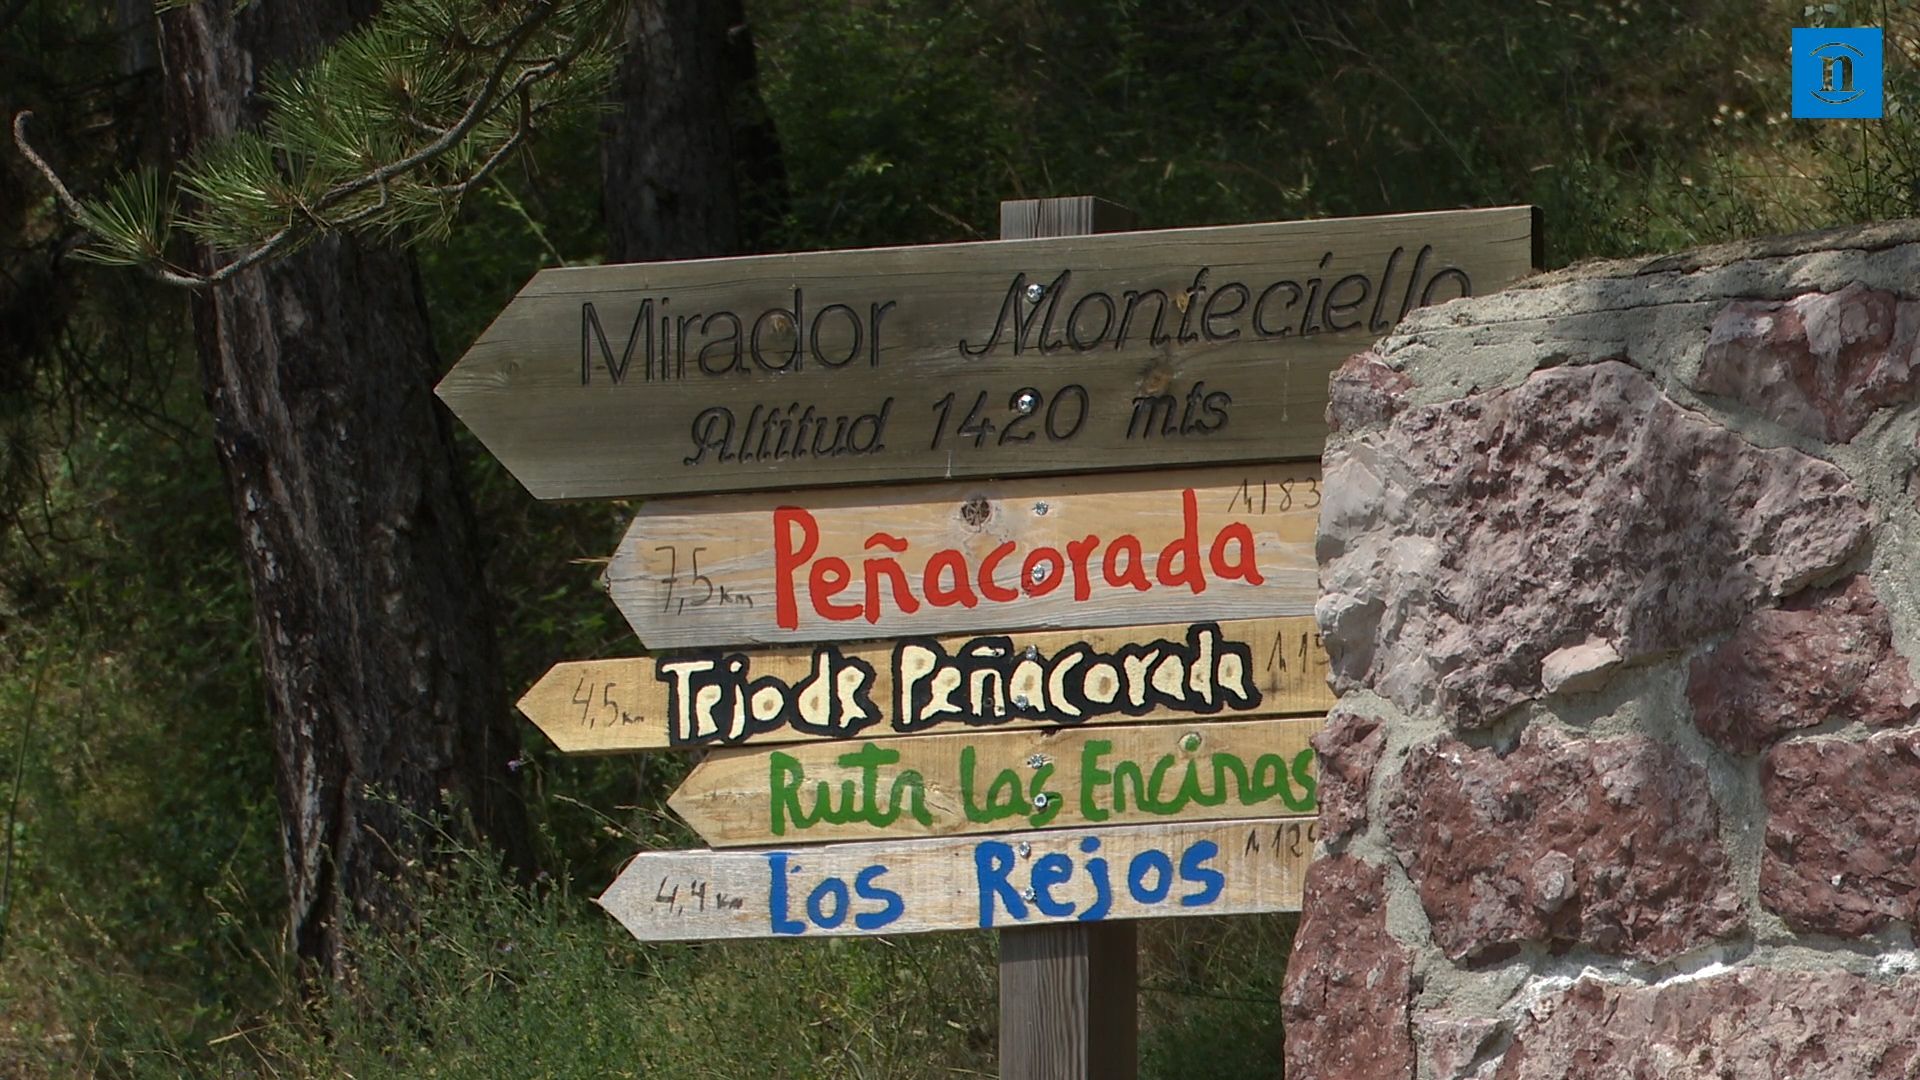 n
Mirador Monteciello
Altitud 1420 mts
7,5 km Peñacorada
4,5 km Tejo de Peñacorada
Ruta las Encinas
4,4 km Los Rejos